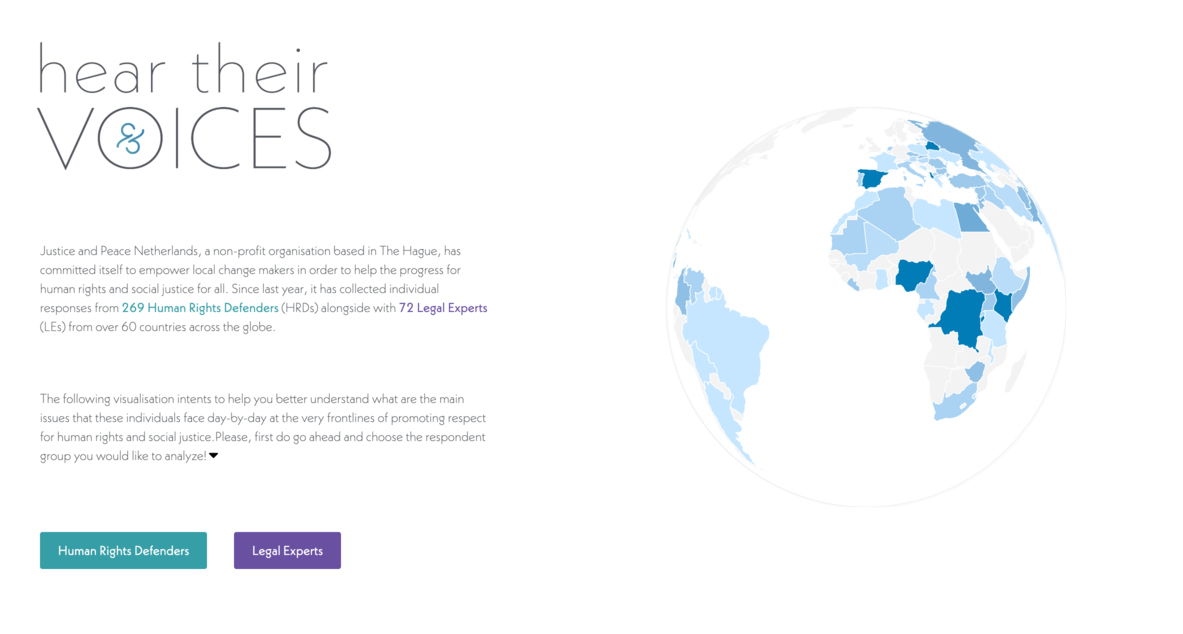 hear their
VOICES
Justice and Peace Netherlands, a non-profit organisation based in The Hague, has
committed itself to empower local change makers in order to help the progress for
human rights and social justice for all. Since last year, it has collected individual
responses from 269 Human Rights Defenders (HRDs) alongside with 72 Legal Experts
(LEs) from over 60 countries across the globe.
The following visualisation intents to help you better understand what are the main
issues that these individuals face day-by-day at the very frontlines of promoting respect
for human rights and social justice.Please, first do go ahead and choose the respondent
group you would like to analyze!
Human Rights Defenders
Legal Experts